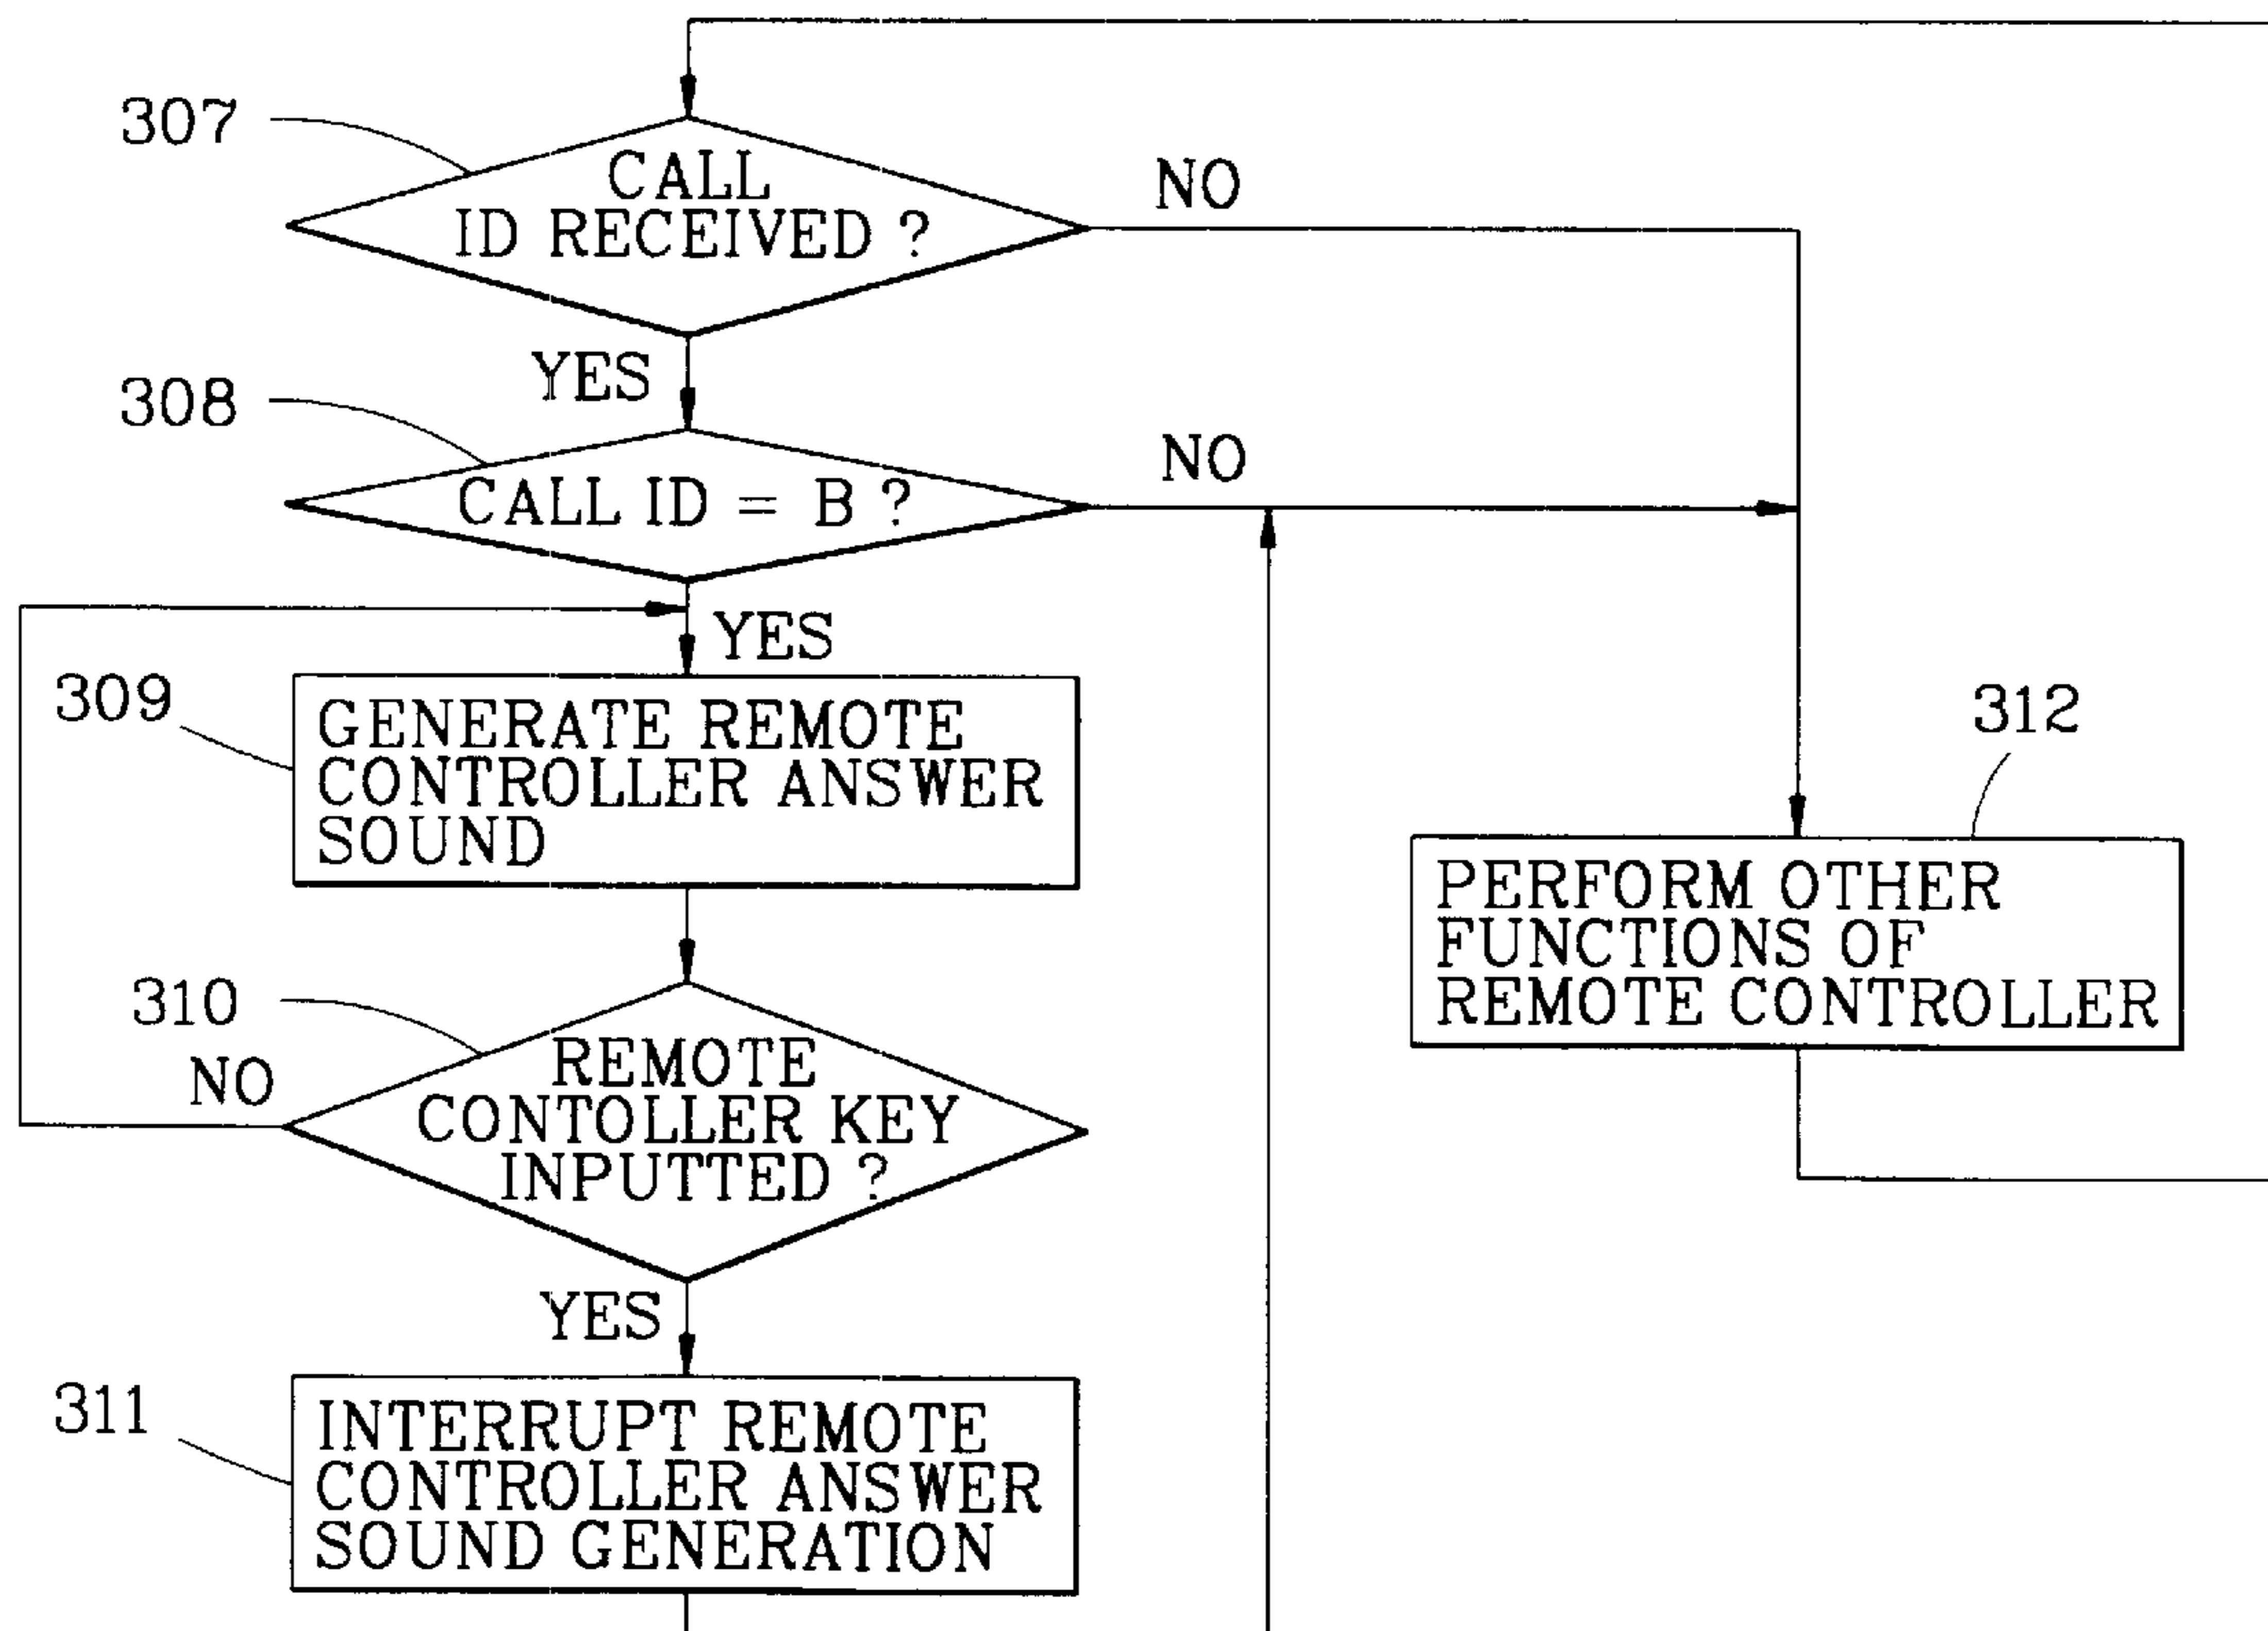 307
CALL
ID RECEIVED ?
NO
YES
308
CALL ID = B ?
NO
YES
309
GENERATE REMOTE
CONTROLLER ANSWER
SOUND
312
PERFORM OTHER
FUNCTIONS OF
REMOTE CONTROLLER
310
NO
REMOTE
CONTOLLER KEY
INPUTTED ?
YES
311
INTERRUPT REMOTE
CONTROLLER ANSWER
SOUND GENERATION